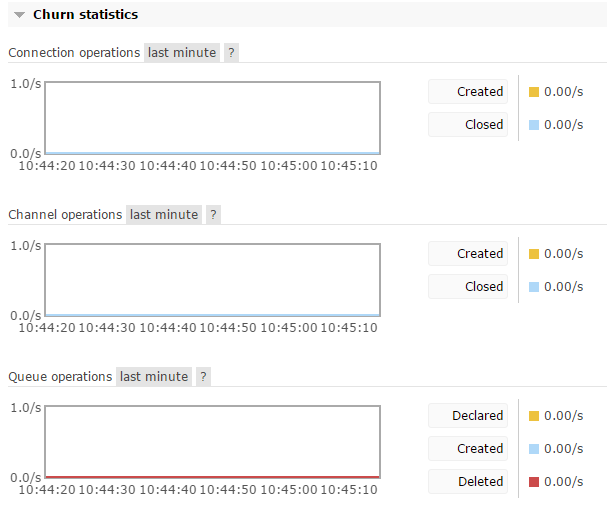 Churn statistics
Connection operations last minute ?
1.0/s
0.0/s
10:44:20 10:44:30 10:44:40 10:44:50 10:45:00 10:45:10
Created 0.00/s
Closed 0.00/s
Channel operations last minute ?
1.0/s
0.0/s
10:44:20 10:44:30 10:44:40 10:44:50 10:45:00 10:45:10
Created 0.00/s
Closed 0.00/s
Queue operations last minute ?
1.0/s
0.0/s
10:44:20 10:44:30 10:44:40 10:44:50 10:45:00 10:45:10
Declared 0.00/s
Created 0.00/s
Deleted 0.00/s